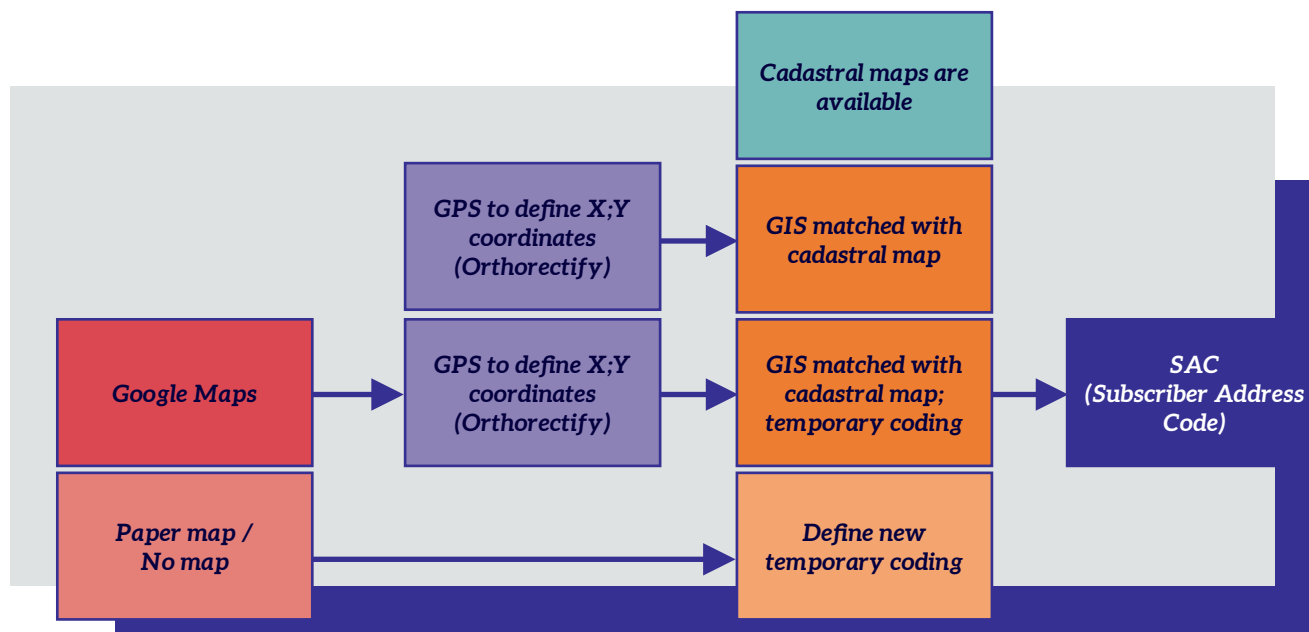 Cadastral maps are
available
GPS to define X;Y
coordinates
(Orthorectify)
GIS matched with
cadastral map
Google Maps
GPS to define X;Y
coordinates
(Orthorectify)
GIS matched with
cadastral map;
temporary coding
SAC
(Subscriber Address
Code)
Paper map /
No map
Define new
temporary coding